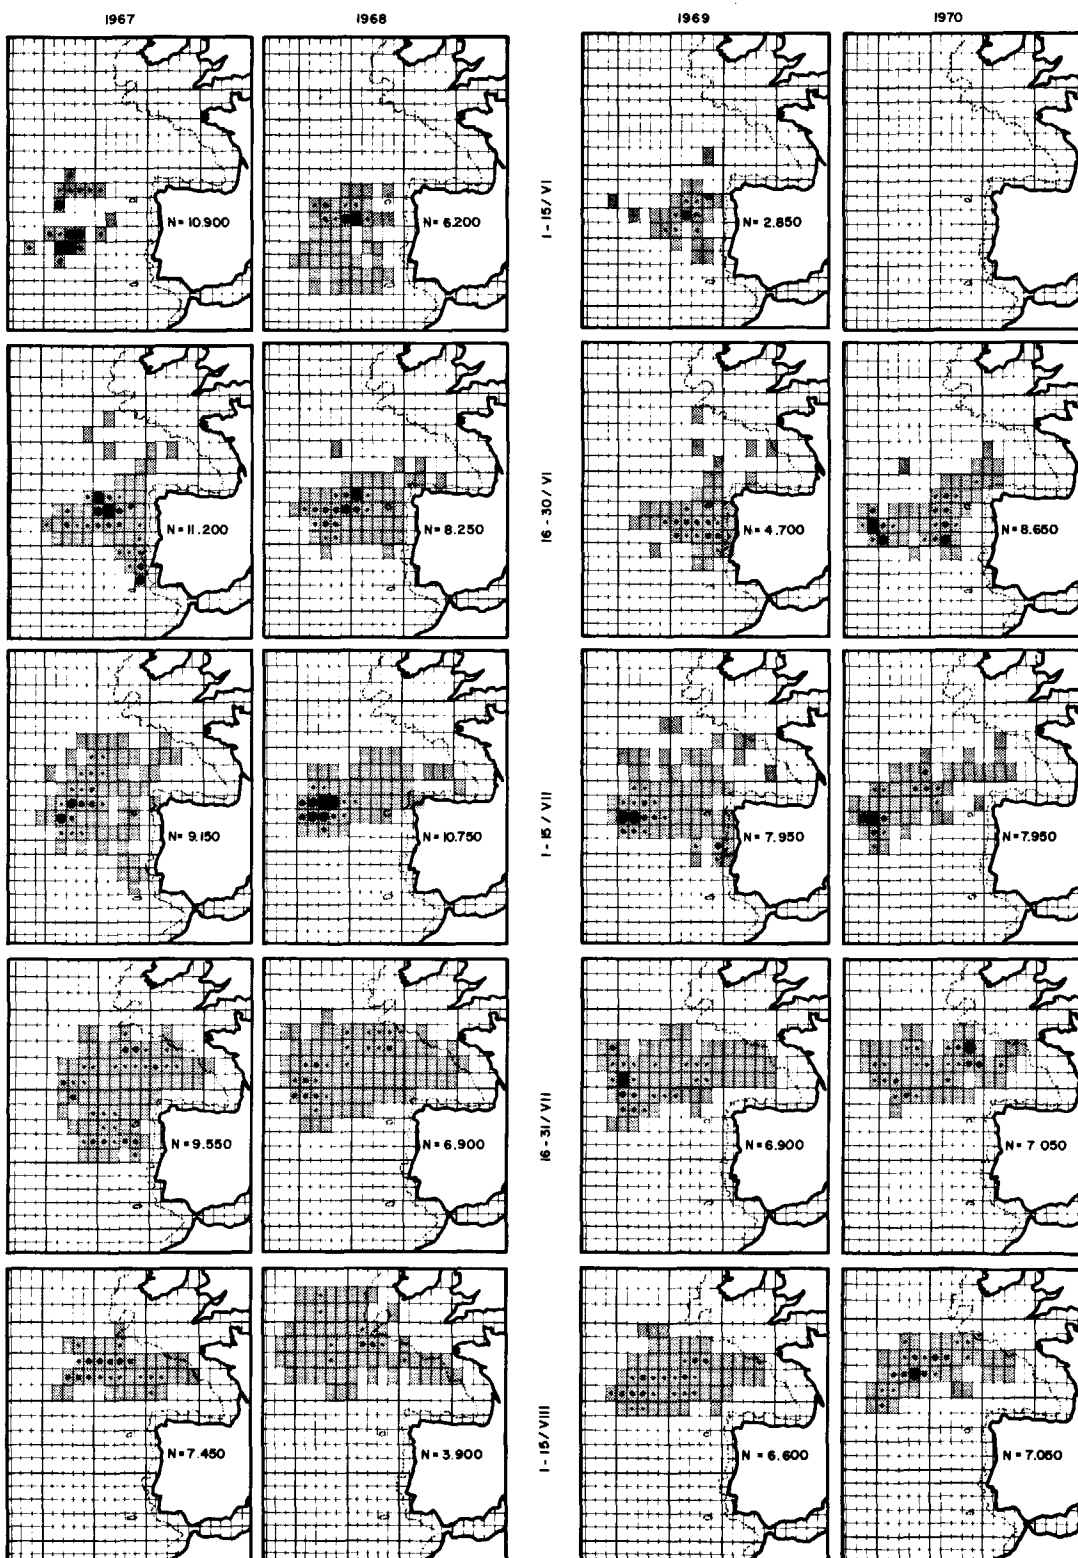 1967 1968 1969 1970
N= 10.900 N= 6.200 1 - 15 / VI N= 2.850
N= 11.200 N= 8.250 16 - 30 / VI N= 4.700 N= 8.650
N= 9.150 N= 10.750 1 - 15 / VII N= 7.950 N= 7.950
N= 9.550 N= 6.900 16 - 31 / VII N= 6.900 N= 7 050
N= 7.450 N= 3.900 1 - 15 / VIII N= 6.600 N= 7.050